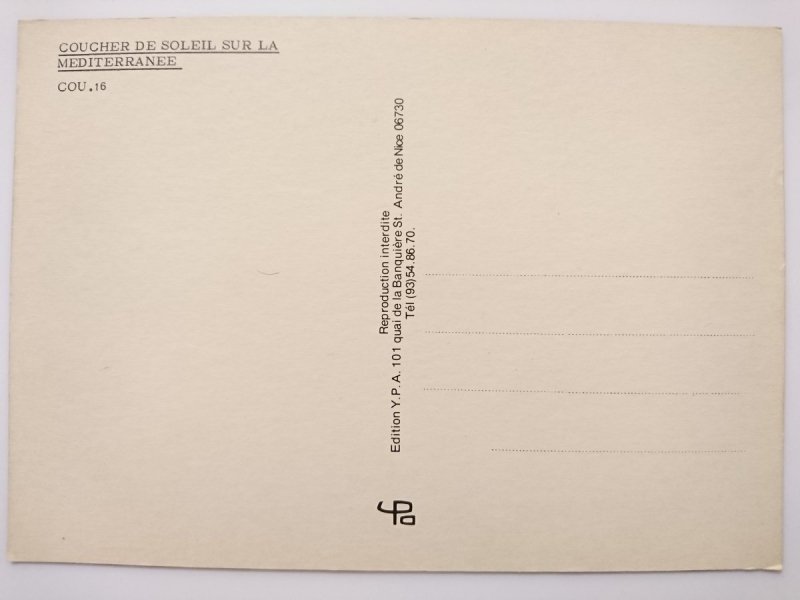 COUCHER DE SOLEIL SUR LA
MEDITERRANEE
COU.16
Reproduction interdite
Edition Y.P.A. 101 quai de la Banquière St. André de Nice 06730
Tél (93)54.86.70.